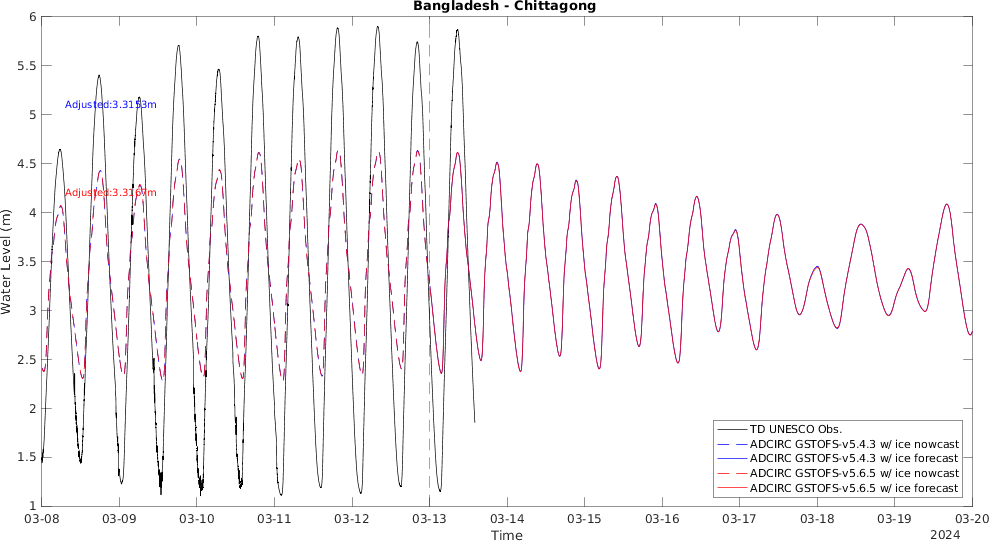 Bangladesh - Chittagong
6
5.5
5
4.5
4
3.5
3
2.5
2
1.5
1
Water Level (m)
Adjusted:3.3153m
Adjusted:3.3167m
TD UNESCO Obs.
ADCIRC GSTOFS-v5.4.3 w/ ice nowcast
ADCIRC GSTOFS-v5.4.3 w/ ice forecast
ADCIRC GSTOFS-v5.6.5 w/ ice nowcast
ADCIRC GSTOFS-v5.6.5 w/ ice forecast
03-08 03-09 03-10 03-11 03-12 03-13 03-14 03-15 03-16 03-17 03-18 03-19 03-20
Time
2024